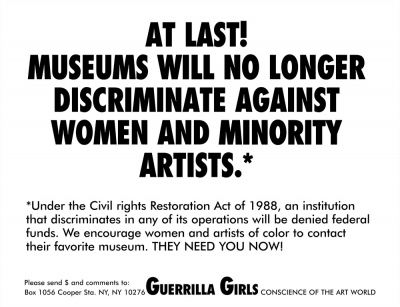 AT LAST!
MUSEUMS WILL NO LONGER
DISCRIMINATE AGAINST
WOMEN AND MINORITY
ARTISTS.*
*Under the Civil rights Restoration Act of 1988, an institution
that discriminates in any of its operations will be denied federal
funds. We encourage women and artists of color to contact
their favorite museum. THEY NEED YOU NOW!
Please send $ and comments to:
Box 1056 Cooper Sta. NY, NY 10276 GUERRILLA GIRLS CONSCIENCE OF THE ART WORLD